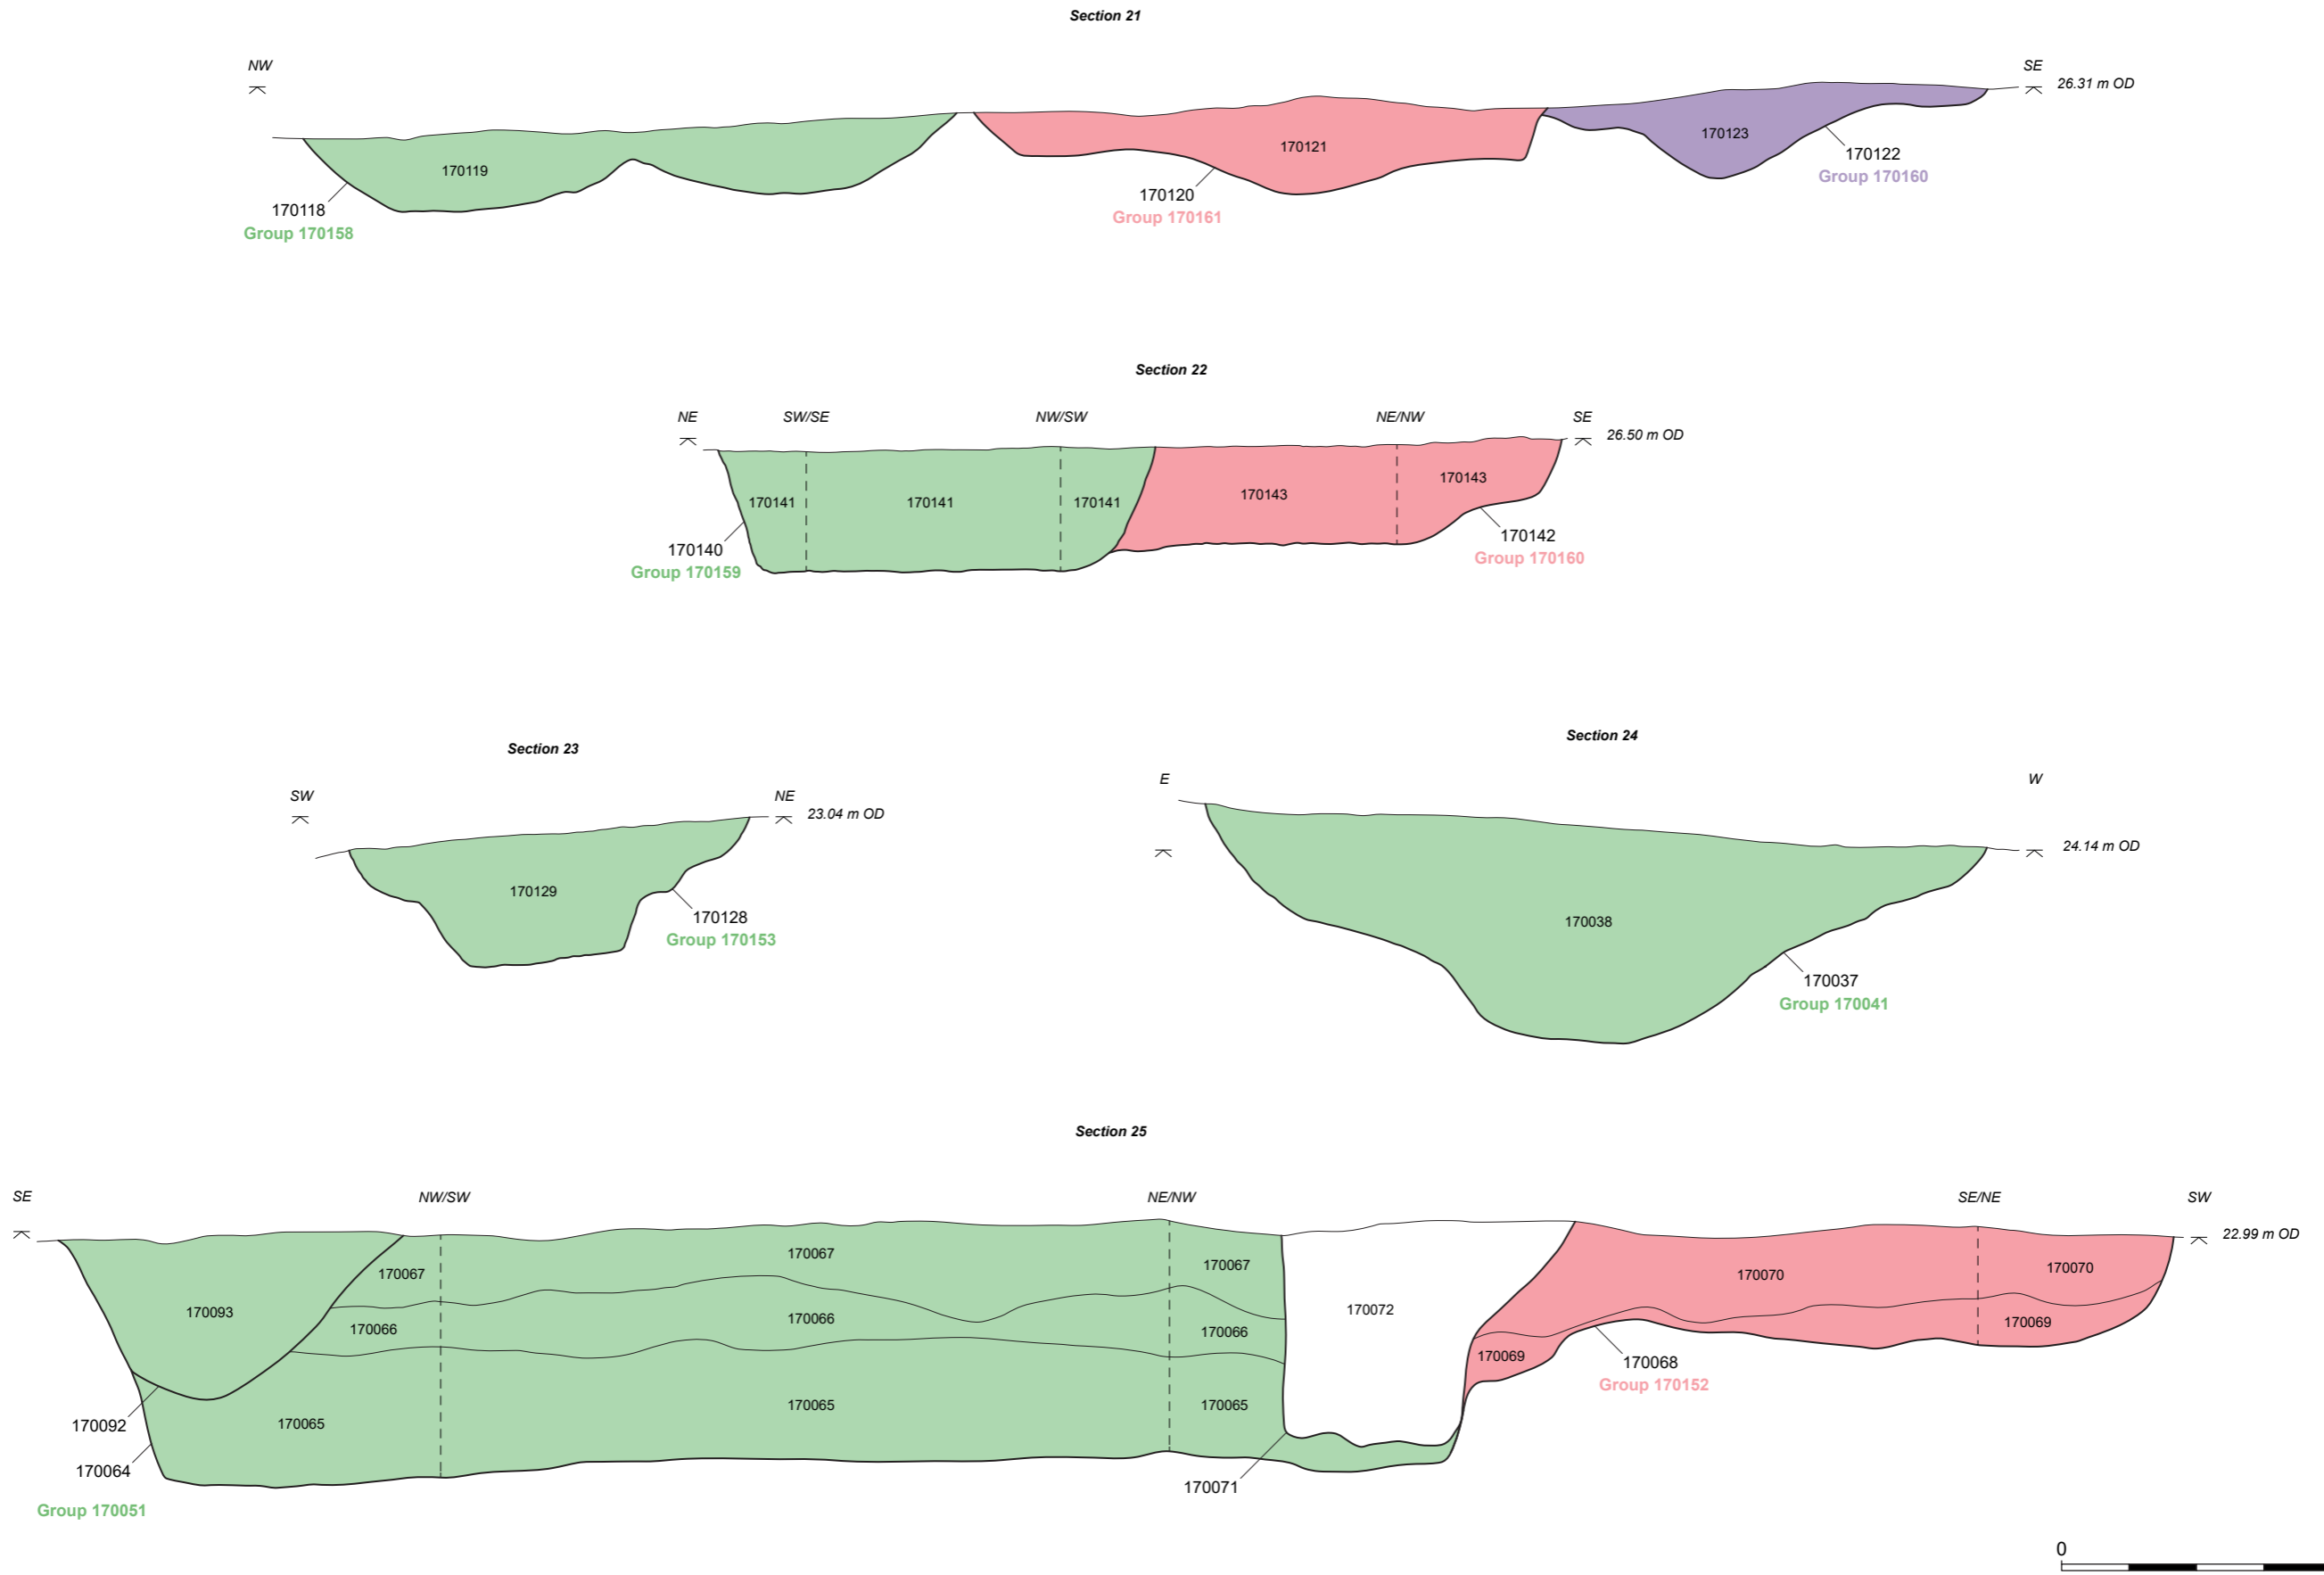 Section 21
NW
SE
26.31 m OD
170119
170121
170123
170118
Group 170158
170120
Group 170161
170122
Group 170160
Section 22
NE
SW/SE
NW/SW
NE/NW
SE
26.50 m OD
170141
170141
170141
170143
170143
170140
Group 170159
170142
Group 170160
Section 23
SW
NE
23.04 m OD
170129
170128
Group 170153
Section 24
E
W
24.14 m OD
170038
170037
Group 170041
Section 25
SE
NW/SW
NE/NW
SE/NE
SW
22.99 m OD
170093
170067
170067
170067
170066
170066
170066
170065
170065
170065
170072
170070
170070
170069
170069
170092
170064
Group 170051
170071
170068
Group 170152
0